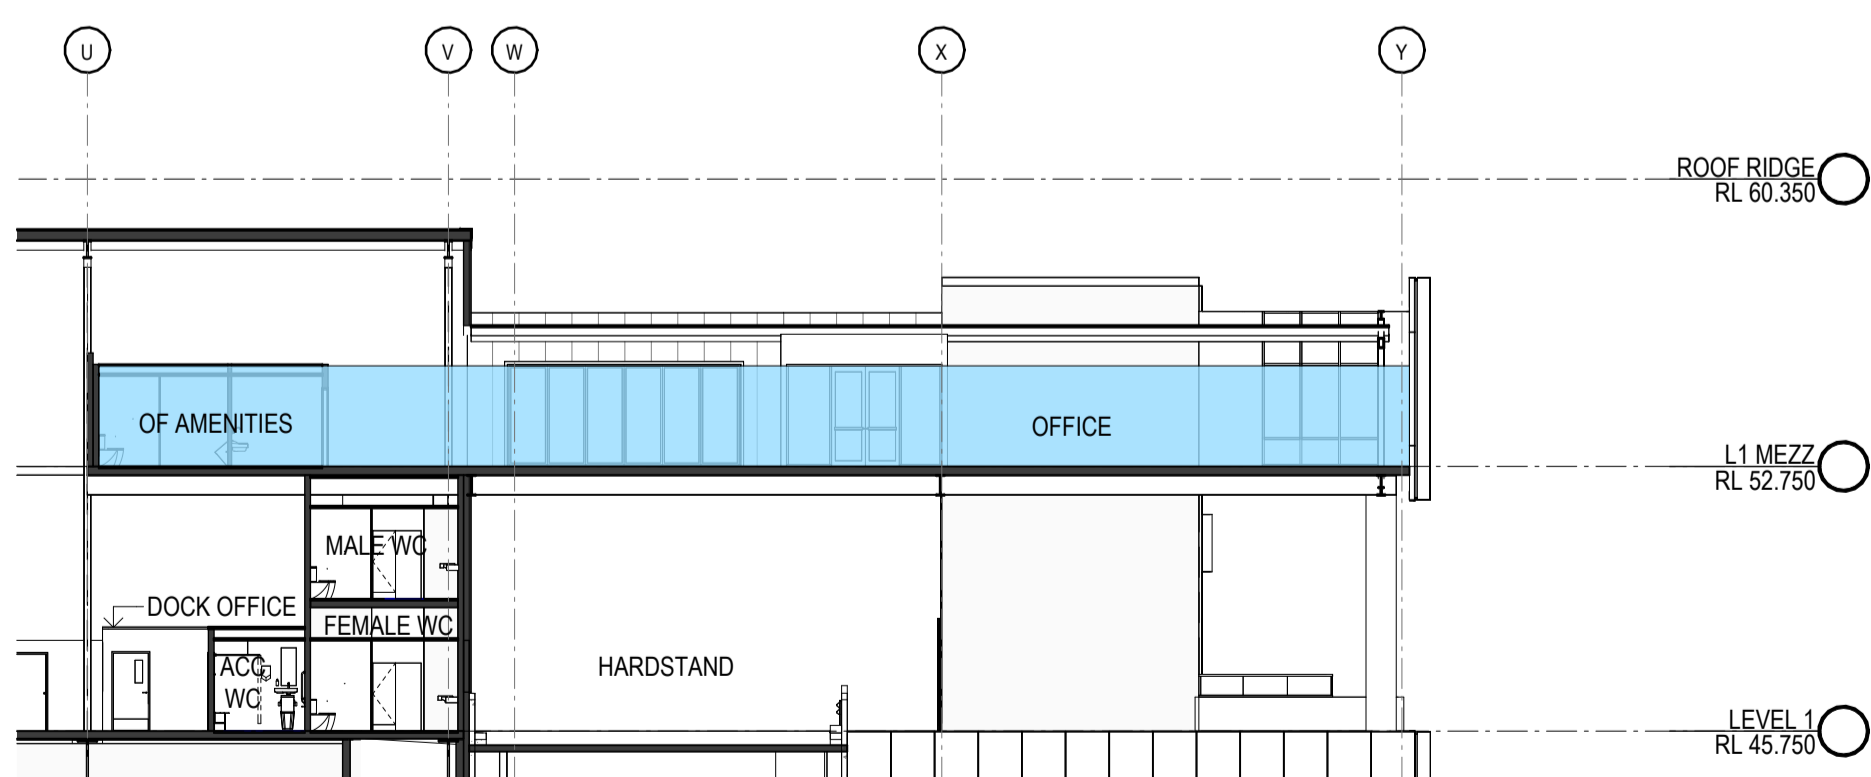 U
V
W
X
Y
ROOF RIDGE
RL 60.350
OF AMENITIES
OFFICE
L1 MEZZ
RL 52.750
MALE WC
DOCK OFFICE
FEMALE WC
ACC
WC
HARDSTAND
LEVEL 1
RL 45.750